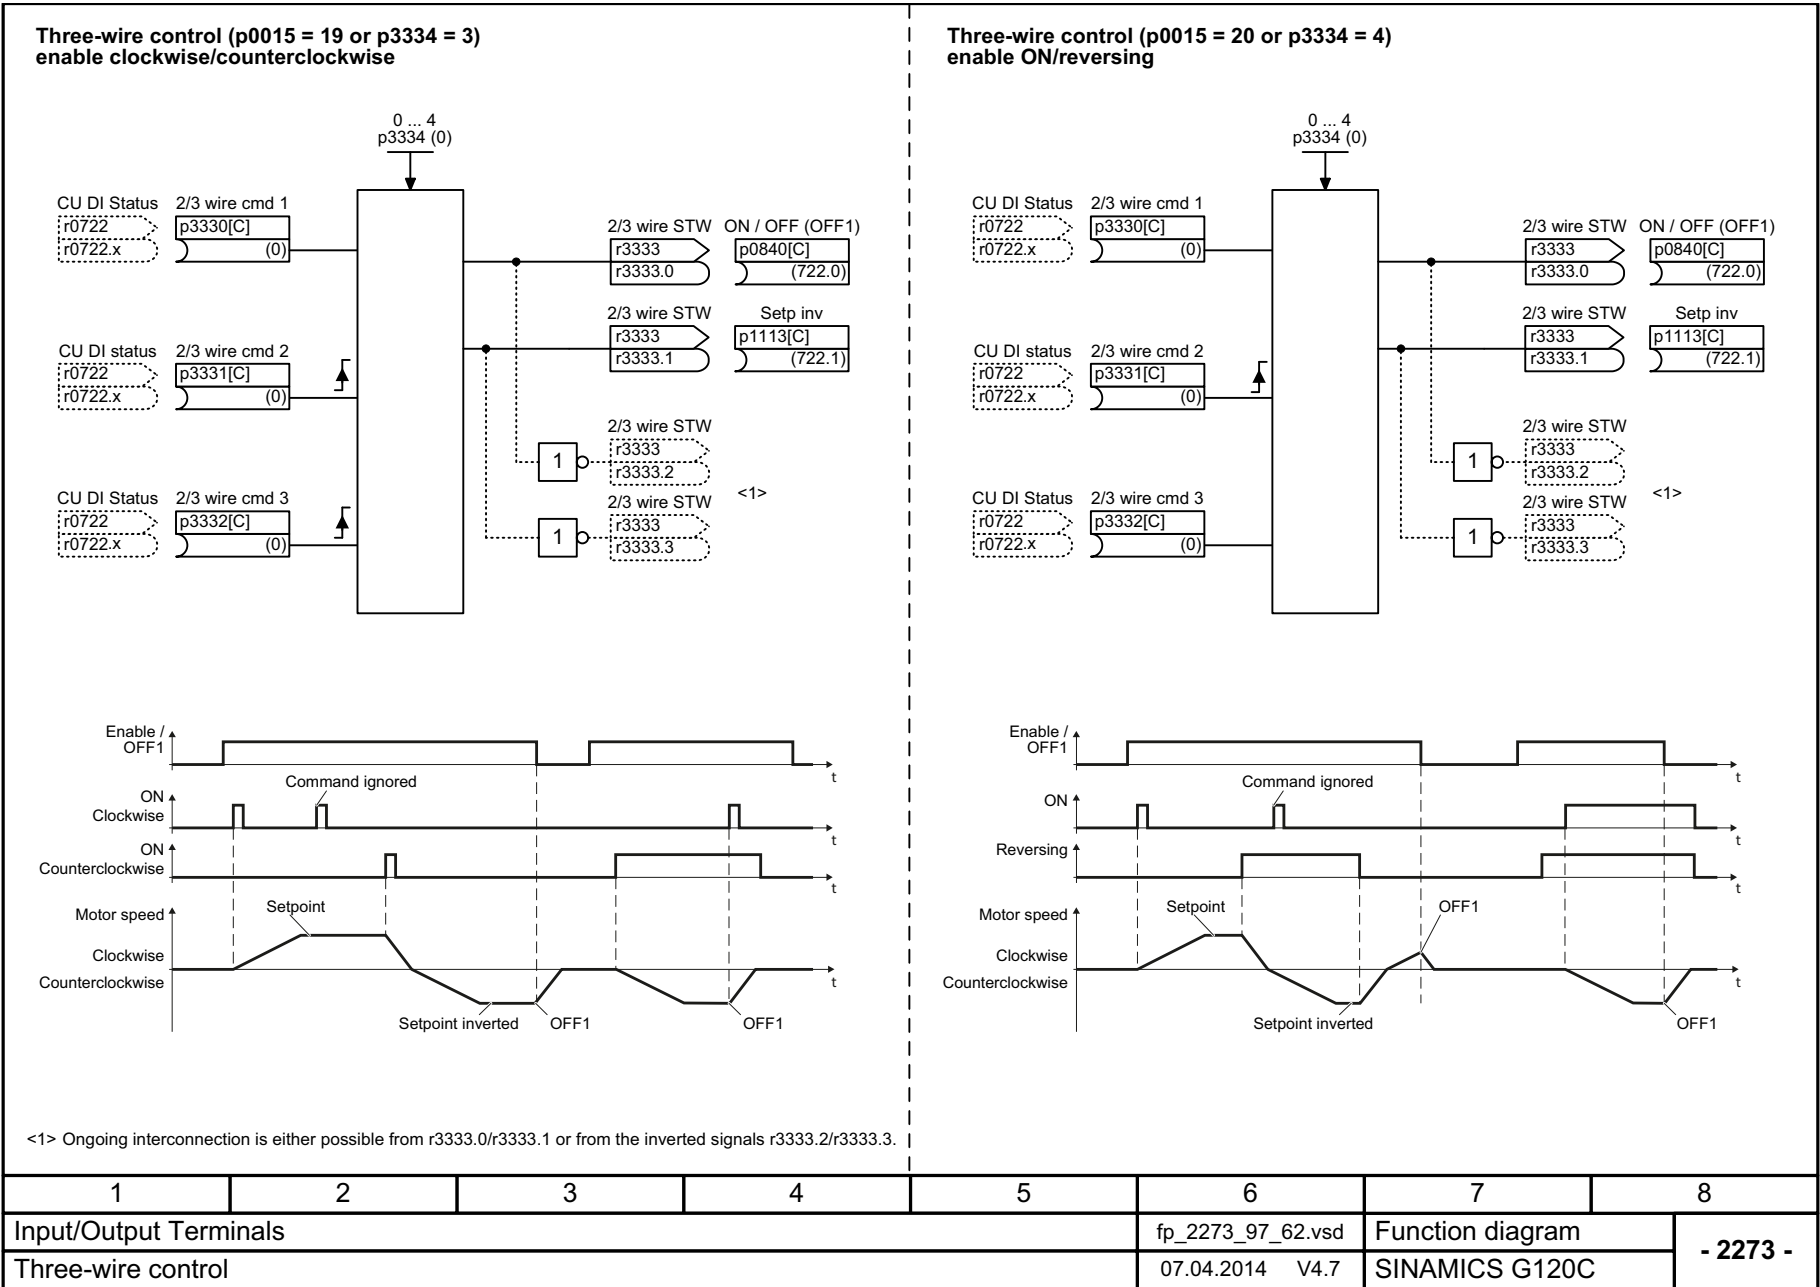 Three-wire control (p0015 = 19 or p3334 = 3)
enable clockwise/counterclockwise
0 ... 4
p3334 (0)
CU DI Status 2/3 wire cmd 1
r0722 p3330[C]
r0722.x (0)
2/3 wire STW ON / OFF (OFF1)
r3333 p0840[C]
r3333.0 (722.0)
2/3 wire STW Setp inv
r3333 p1113[C]
r3333.1 (722.1)
CU DI status 2/3 wire cmd 2
r0722 p3331[C]
r0722.x (0)
2/3 wire STW
1 r3333
r3333.2
CU DI Status 2/3 wire cmd 3
r0722 p3332[C]
r0722.x (0)
<1>
2/3 wire STW
1 r3333
r3333.3
Enable /
OFF1
t
Command ignored
ON
Clockwise
t
ON
Counterclockwise
t
Motor speed
Setpoint
Clockwise
Counterclockwise
t
Setpoint inverted OFF1 OFF1
<1> Ongoing interconnection is either possible from r3333.0/r3333.1 or from the inverted signals r3333.2/r3333.3.
Three-wire control (p0015 = 20 or p3334 = 4)
enable ON/reversing
0 ... 4
p3334 (0)
CU DI Status 2/3 wire cmd 1
r0722 p3330[C]
r0722.x (0)
2/3 wire STW ON / OFF (OFF1)
r3333 p0840[C]
r3333.0 (722.0)
2/3 wire STW Setp inv
r3333 p1113[C]
r3333.1 (722.1)
CU DI status 2/3 wire cmd 2
r0722 p3331[C]
r0722.x (0)
2/3 wire STW
1 r3333
r3333.2
CU DI Status 2/3 wire cmd 3
r0722 p3332[C]
r0722.x (0)
<1>
2/3 wire STW
1 r3333
r3333.3
Enable /
OFF1
t
Command ignored
ON
t
Reversing
t
Motor speed
Setpoint OFF1
Clockwise
Counterclockwise
t
Setpoint inverted OFF1
1 2 3 4 5 6 7 8
Input/Output Terminals fp_2273_97_62.vsd Function diagram
- 2273 -
Three-wire control 07.04.2014 V4.7 SINAMICS G120C